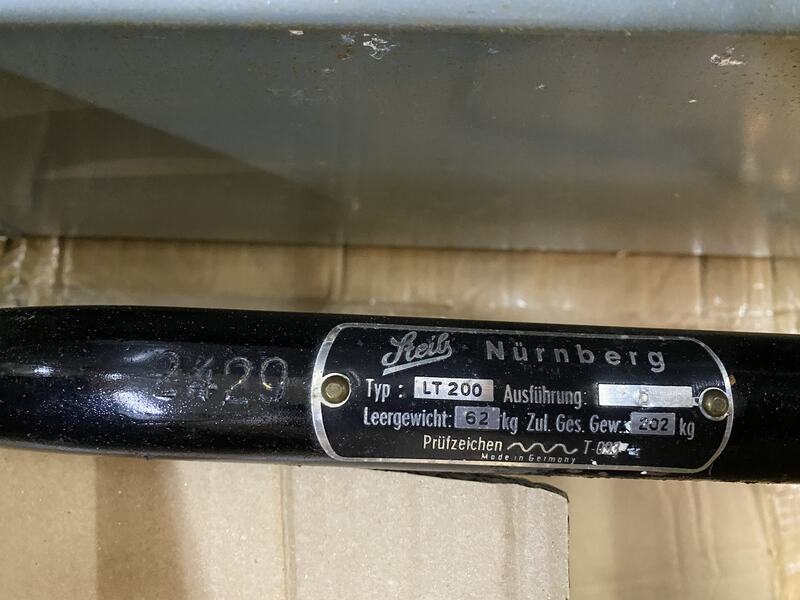 2429
Steib Nürnberg
Typ: LT 200 Ausführung: 6
Leergewicht: 62 kg Zul. Ges. Gew.: 202 kg
Prüfzeichen
Made in Germany